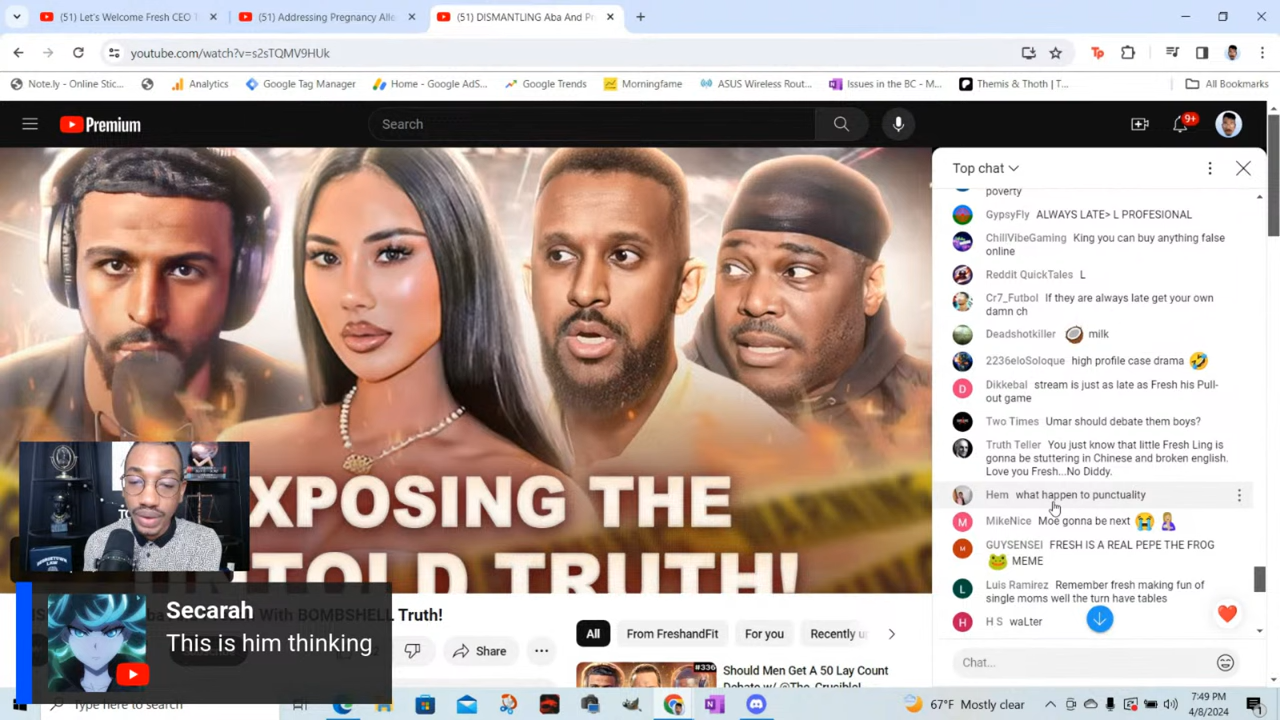 (51) Let's Welcome Fresh CEO
(51) Addressing Pregnancy Alle
(51) DISMANTLING Aba And Pr
youtube.com/watch?v=s2sTQMV9HUk
Note.ly - Online Stic...
Analytics
Google Tag Manager
Home - Google AdS...
Google Trends
Morningfame
ASUS Wireless Rout...
Issues in the BC - M...
Themis & Thoth | T...
All Bookmarks
Premium
Search
9+
Top chat
poverty
GypsyFly ALWAYS LATE> L PROFESIONAL
ChillVibeGaming King you can buy anything false
online
Reddit QuickTales L
Cr7_Futbol If they are always late get your own
damn ch
Deadshotkiller milk
2236eloSoloque high profile case drama
Dikkebal stream is just as late as Fresh his Pull-
out game
Two Times Umar should debate them boys?
Truth Teller You just know that little Fresh Ling is
gonna be stuttering in Chinese and broken english.
Love you Fresh...No Diddy.
Hem what happen to punctuality
MikeNice Moe gonna be next
GUYSENSEI FRESH IS A REAL PEPE THE FROG
MEME
Luis Ramirez Remember fresh making fun of
single moms well the turn have tables
H S waLter
Chat...
XPOSING THE
NTOLD TRUTH!
With BOMBSHELL Truth!
Share
All
From FreshandFit
For you
Recently u
#336
Should Men Get A 50 Lay Count
Debate w/ @The_Crucible!
Secarah
This is him thinking
Type here to search
67°F Mostly clear
7:49 PM
4/8/2024